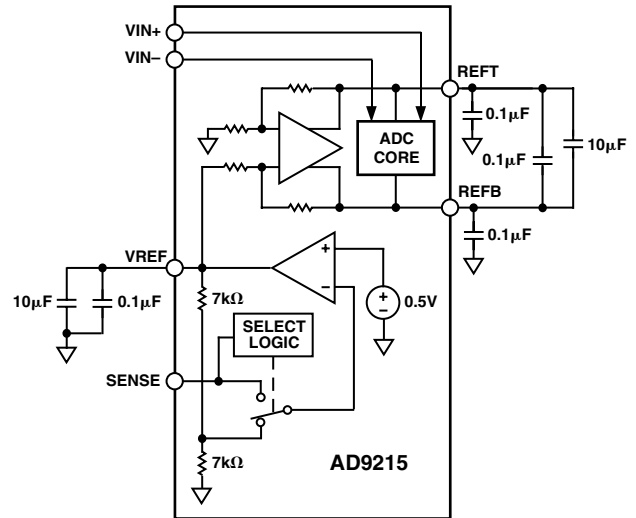 VIN+
VIN–
REFT
0.1μF
0.1μF
10μF
ADC
CORE
REFB
0.1μF
VREF
+
–
+
–
0.5V
7kΩ
10μF
0.1μF
SELECT
LOGIC
SENSE
7kΩ
AD9215